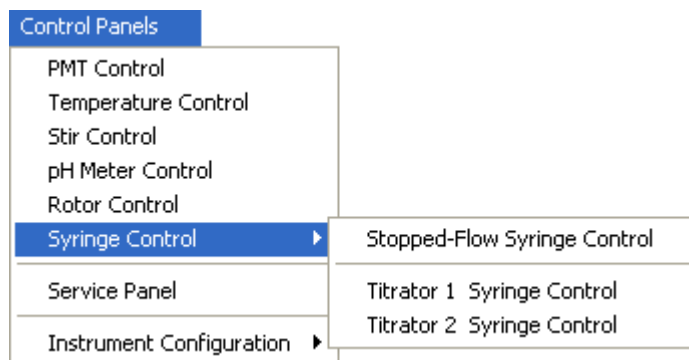 Control Panels
PMT Control
Temperature Control
Stir Control
pH Meter Control
Rotor Control
Syringe Control
Stopped-Flow Syringe Control
Service Panel
Titrator 1 Syringe Control
Titrator 2 Syringe Control
Instrument Configuration